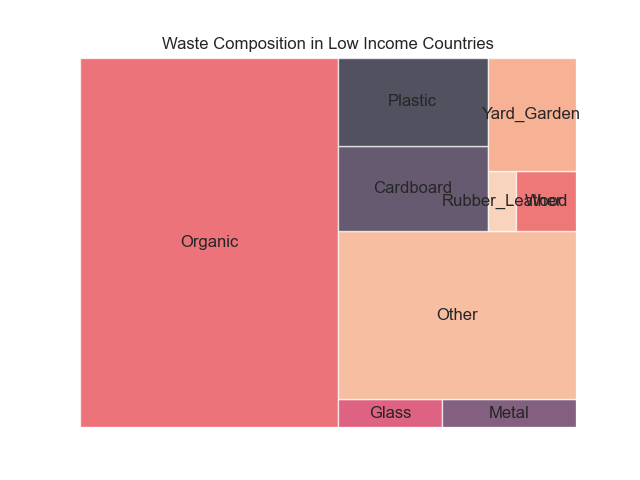 Waste Composition in Low Income Countries
Plastic
Yard_Garden
Cardboard
Rubber_Leather
Wood
Organic
Other
Glass
Metal